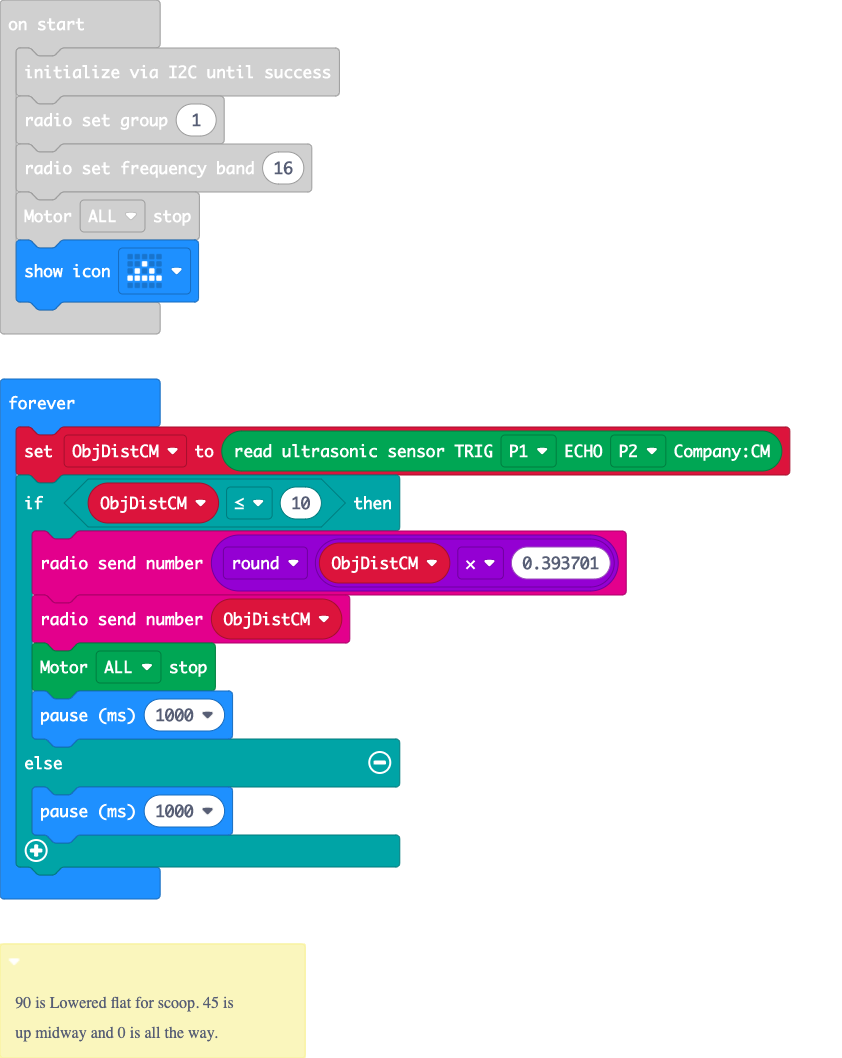 on start
initialize via I2C until success
radio set group 1
radio set frequency band 16
Motor ALL stop
show icon
forever
set ObjDistCM to read ultrasonic sensor TRIG P1 ECHO P2 Company:CM
if ObjDistCM ≤ 10 then
radio send number round ObjDistCM × 0.393701
radio send number ObjDistCM
Motor ALL stop
pause (ms) 1000
else
pause (ms) 1000
90 is Lowered flat for scoop. 45 is
up midway and 0 is all the way.